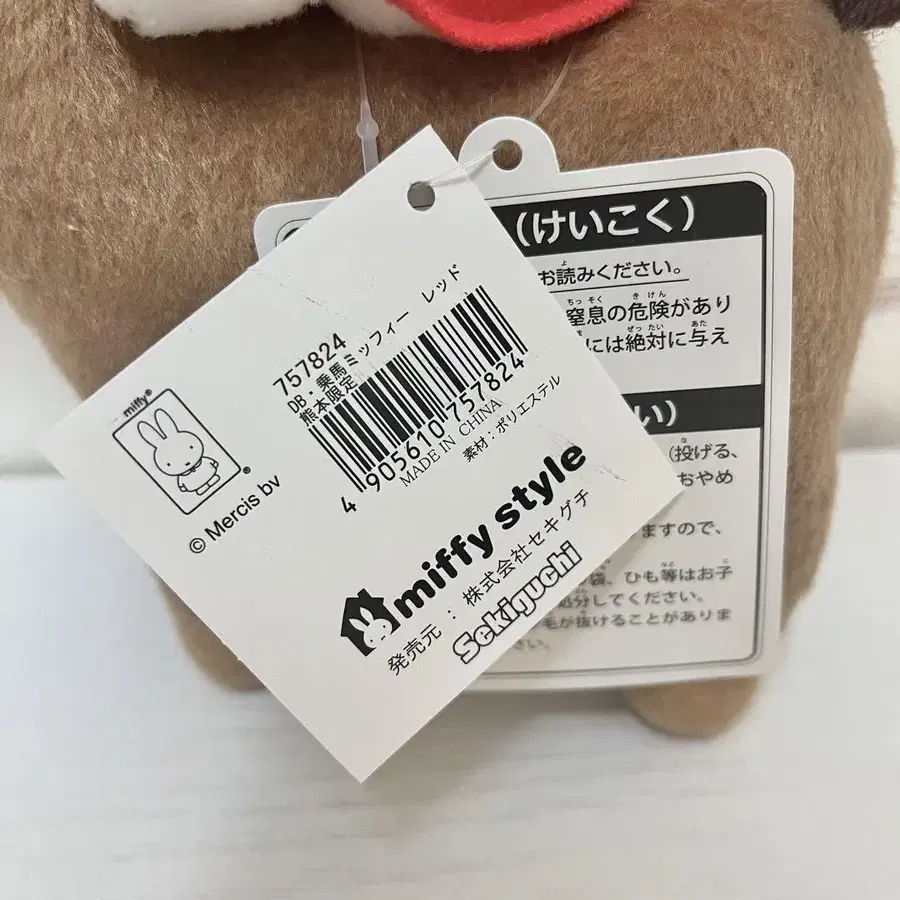 miffy®
®
© Mercis bv
757824
DB：乗馬ミッフィー レッド
熊本限定
4 905610 757824
MADE IN CHINA
素材：ポリエステル
miffy style
発売元：株式会社セキグチ
Sekiguchi
(けいこく)
お読みください。
窒息の危険があり
には絶対に与え
い)
(投げる、
おやめ
ますので、
袋、ひも等はお子
処分してください。
毛が抜けることがありま
さい。